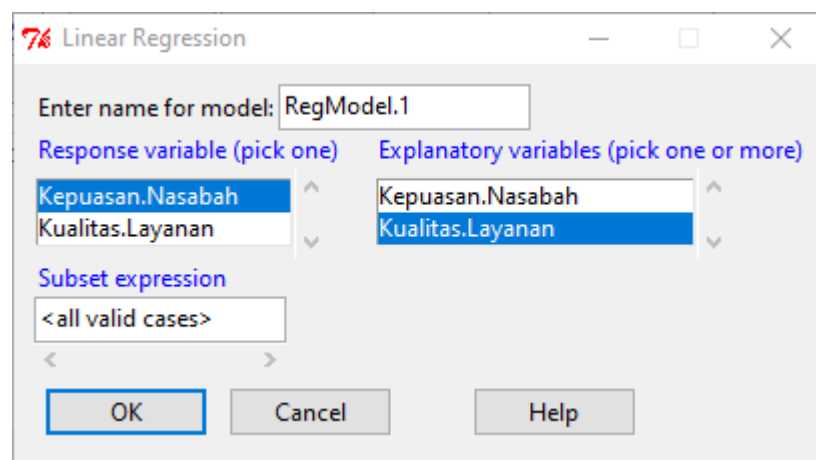 Linear Regression
Enter name for model: RegModel.1
Response variable (pick one) Explanatory variables (pick one or more)
Kepuasan.Nasabah Kepuasan.Nasabah
Kualitas.Layanan Kualitas.Layanan
Subset expression
<all valid cases>
OK Cancel Help